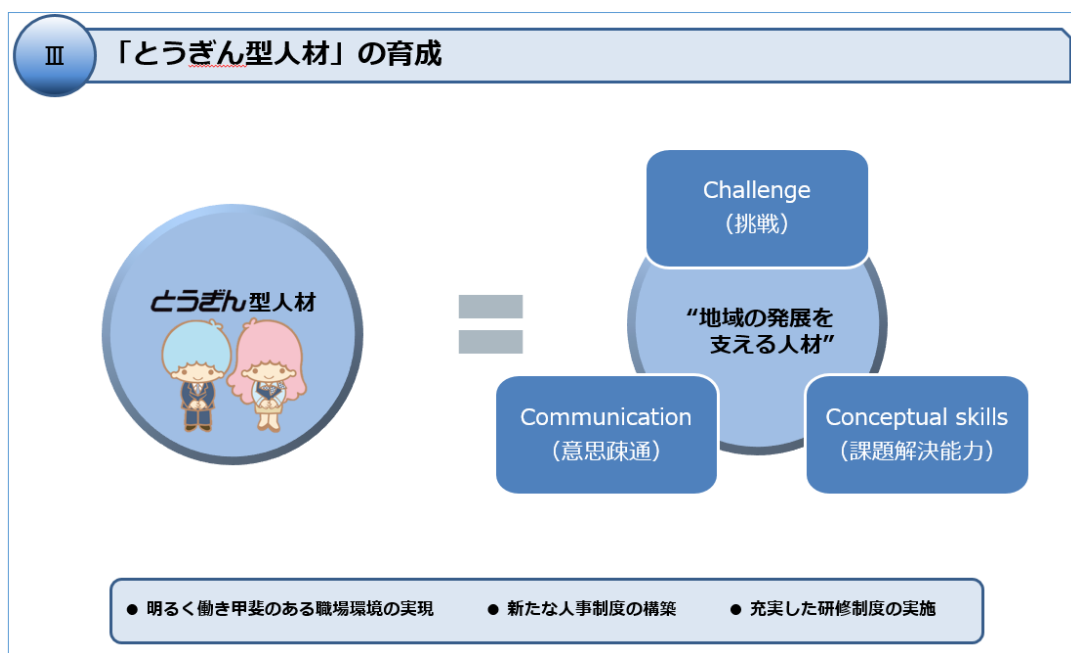 Ⅲ
「とうぎん型人材」の育成
とうぎん型人材
Challenge
（挑戦）
“地域の発展を
支える人材”
Communication
（意思疎通）
Conceptual skills
（課題解決能力）
● 明るく働き甲斐のある職場環境の実現 ● 新たな人事制度の構築 ● 充実した研修制度の実施